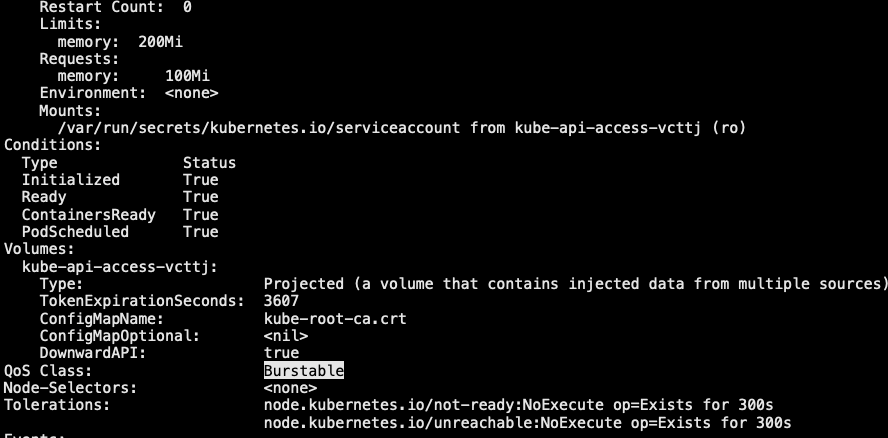 Restart Count:  0
    Limits:
      memory:  200Mi
    Requests:
      memory:     100Mi
    Environment:  <none>
    Mounts:
      /var/run/secrets/kubernetes.io/serviceaccount from kube-api-access-vcttj (ro)
Conditions:
  Type              Status
  Initialized       True
  Ready             True
  ContainersReady   True
  PodScheduled      True
Volumes:
  kube-api-access-vcttj:
    Type:                    Projected (a volume that contains injected data from multiple sources)
    TokenExpirationSeconds:  3607
    ConfigMapName:           kube-root-ca.crt
    ConfigMapOptional:       <nil>
    DownwardAPI:             true
QoS Class:                   Burstable
Node-Selectors:              <none>
Tolerations:                 node.kubernetes.io/not-ready:NoExecute op=Exists for 300s
                             node.kubernetes.io/unreachable:NoExecute op=Exists for 300s
Events: